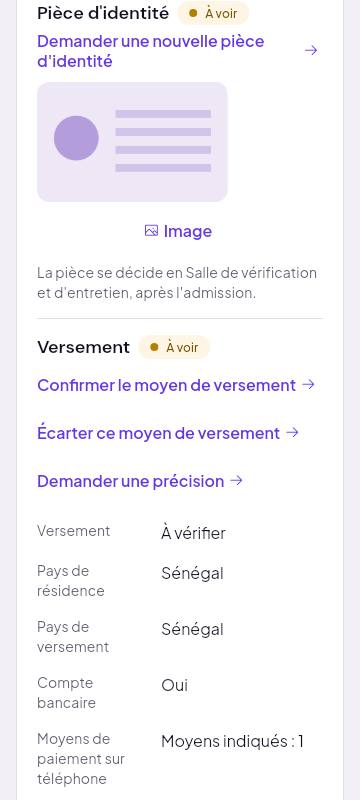 Pièce d'identité À voir
Demander une nouvelle pièce
d'identité →
Image
La pièce se décide en Salle de vérification
et d'entretien, après l'admission.
Versement À voir
Confirmer le moyen de versement →
Écarter ce moyen de versement →
Demander une précision →
Versement À vérifier
Pays de
résidence
Sénégal
Pays de
versement
Sénégal
Compte
bancaire
Oui
Moyens de
paiement sur
téléphone
Moyens indiqués : 1